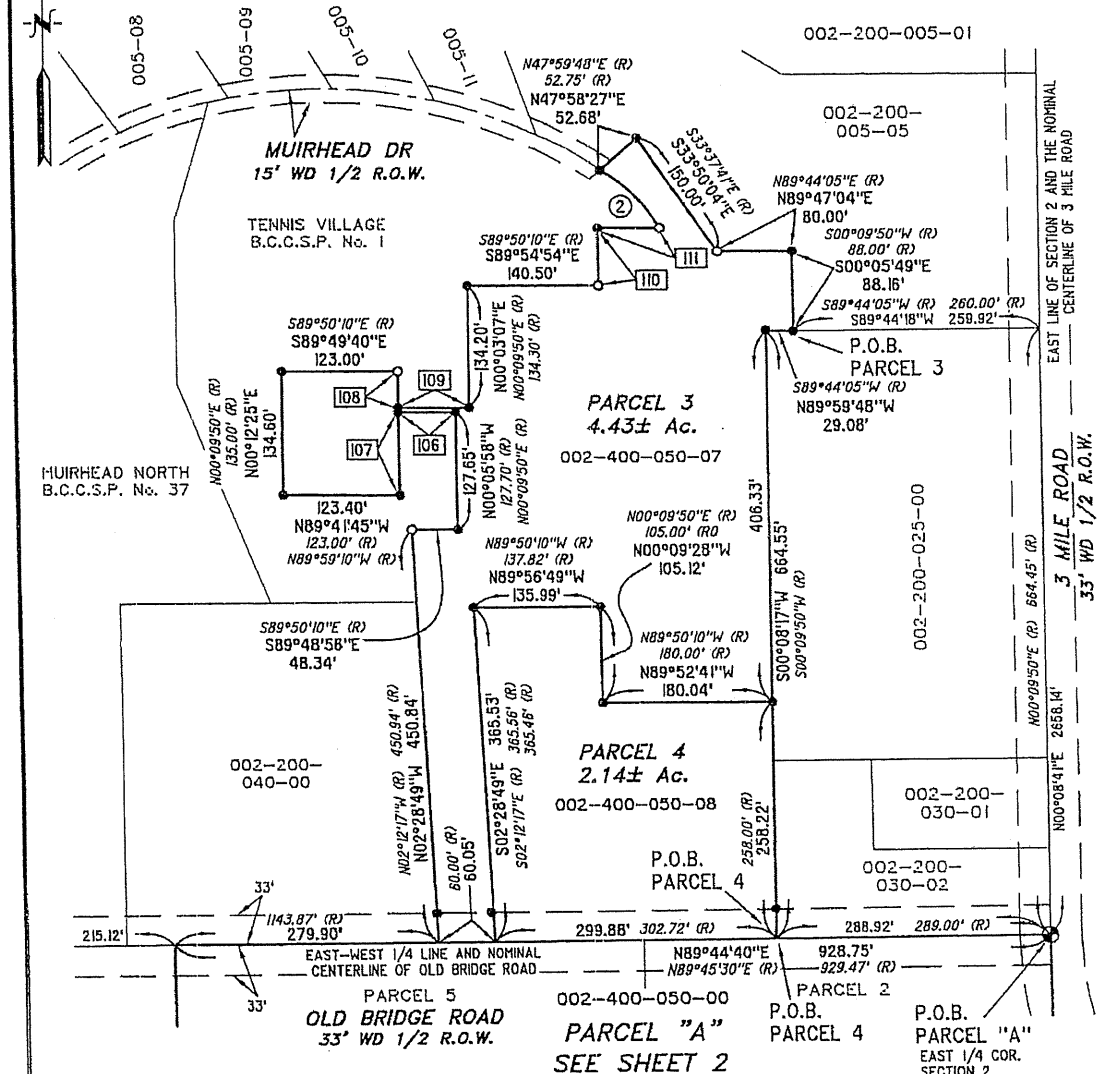 N
005-08
005-09
005-10
005-11
002-200-005-01
N47°59'48"E (R)
52.75' (R)
N47°58'27"E
52.68'
002-200-
005-05
MUIRHEAD DR
15' WD 1/2 R.O.W.
S33°37'41"E (R)
S33°50'04"E
150.00'
N89°44'05"E (R)
N89°47'04"E
80.00'
TENNIS VILLAGE
B.C.C.S.P. No. 1
2
S00°09'50"W (R)
88.00' (R)
S00°05'49"E
88.16'
S89°50'10"E (R)
S89°54'54"E
140.50'
111
110
EAST LINE OF SECTION 2 AND THE NOMINAL
CENTERLINE OF 3 MILE ROAD
S89°44'05"W (R) 260.00' (R)
S89°44'18"W 259.92'
P.O.B.
PARCEL 3
S89°50'10"E (R)
S89°49'40"E
123.00'
134.20'
N00°03'07"E
N00°09'50"E (R)
134.30' (R)
S89°44'05"W (R)
N89°59'48"W
29.08'
109
108
107
106
N00°09'50"E (R)
135.00' (R)
N00°12'25"E
134.60'
PARCEL 3
4.43± Ac.
002-400-050-07
MUIRHEAD NORTH
B.C.C.S.P. No. 37
127.65'
N00°05'58"W
127.70' (R)
N00°09'50"E (R)
123.40'
N89°41'45"W
123.00' (R)
N89°59'10"W (R)
406.33'
S00°08'17"W 664.55'
S00°09'50"W (R)
002-200-025-00
3 MILE ROAD
33' WD 1/2 R.O.W.
N00°09'50"E (R)
105.00' (R0
N00°09'28"W
105.12'
N89°50'10"W (R)
137.82' (R)
N89°56'49"W
135.99'
S89°50'10"E (R)
S89°48'58"E
48.34'
N89°50'10"W (R)
180.00' (R)
N89°52'41"W
180.04'
N00°09'50"E (R) 664.45' (R)
N00°08'41"E 2658.14'
N02°12'17"W (R) 450.94' (R)
N02°28'49"W 450.84'
S02°28'49"E 365.53'
365.56' (R)
S02°12'17"E (R) 365.46' (R)
002-200-
040-00
PARCEL 4
2.14± Ac.
002-400-050-08
002-200-
030-01
258.00' (R)
258.22'
60.00' (R)
60.05'
P.O.B.
PARCEL 4
002-200-
030-02
33'
1143.87' (R)
215.12'
279.90'
299.88' 302.72' (R)
288.92' 289.00' (R)
EAST-WEST 1/4 LINE AND NOMINAL
CENTERLINE OF OLD BRIDGE ROAD
N89°44'40"E 928.75'
N89°45'30"E (R) 929.47' (R)
33'
PARCEL 5
002-400-050-00
PARCEL 2
OLD BRIDGE ROAD
33' WD 1/2 R.O.W.
PARCEL "A"
SEE SHEET 2
P.O.B.
PARCEL 4
P.O.B.
PARCEL "A"
EAST 1/4 COR.
SECTION 2